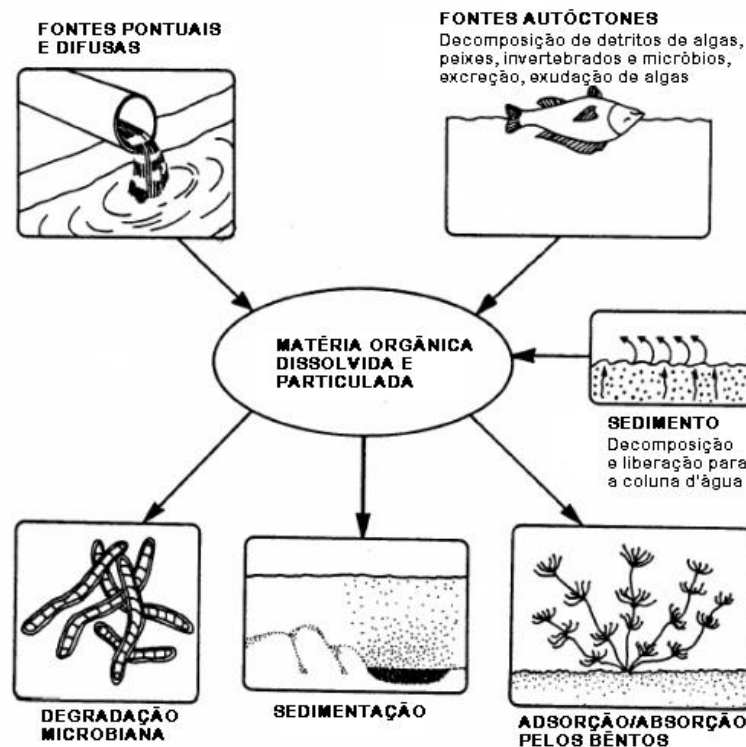 FONTES PONTUAIS
E DIFUSAS
FONTES AUTÓCTONES
Decomposição de detritos de algas,
peixes, invertebrados e micróbios,
excreção, exudação de algas
MATÉRIA ORGÂNICA
DISSOLVIDA E
PARTICULADA
SEDIMENTO
Decomposição
e liberação para
a coluna d'água
DEGRADAÇÃO
MICROBIANA
SEDIMENTAÇÃO
ADSORÇÃO/ABSORÇÃO
PELOS BÊNTOS